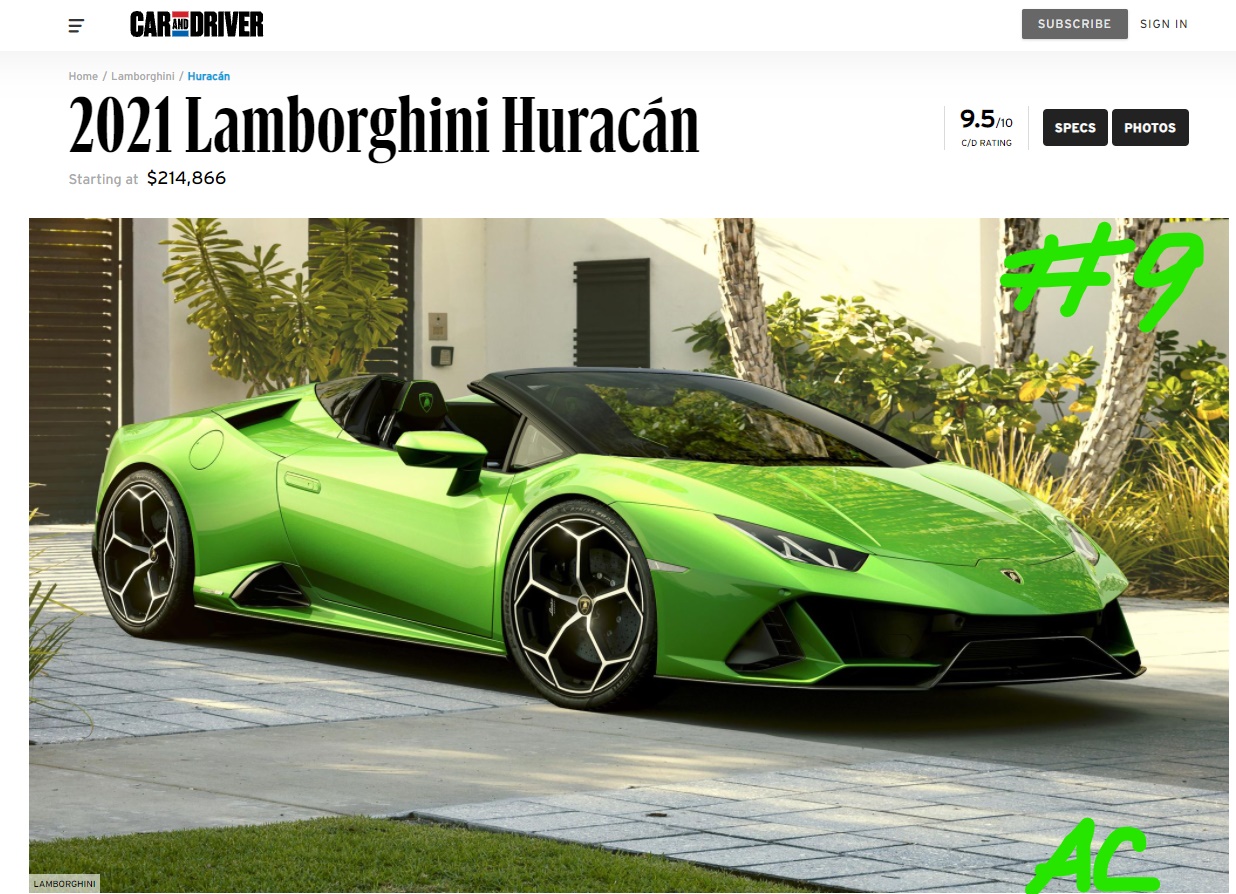 CAR AND DRIVER
SUBSCRIBE
SIGN IN
Home / Lamborghini / Huracán
2021 Lamborghini Huracán
9.5/10
C/D RATING
SPECS
PHOTOS
Starting at $214,866
#9
AC
LAMBORGHINI